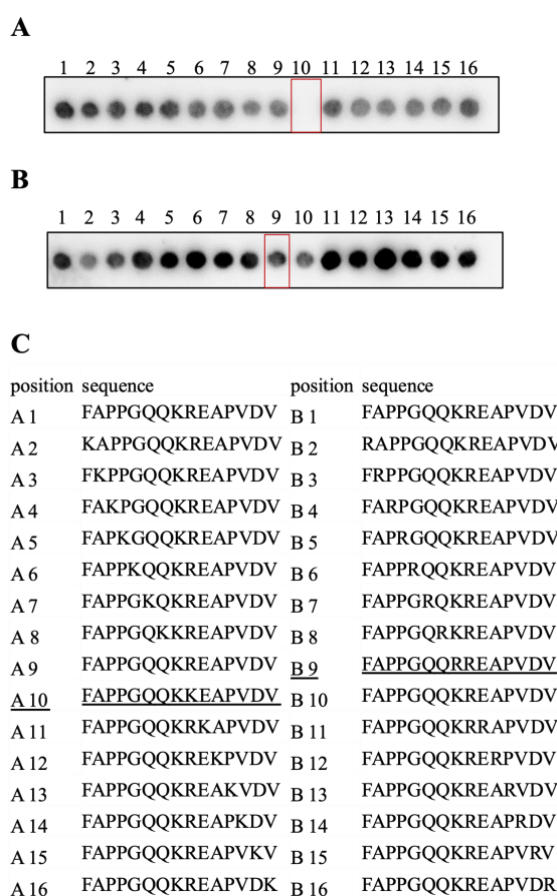 A
1 2 3 4 5 6 7 8 9 10 11 12 13 14 15 16
B
1 2 3 4 5 6 7 8 9 10 11 12 13 14 15 16
C
position sequence position sequence
A 1 FAPPGQQKREAPVDV B 1 FAPPGQQKREAPVDV
A 2 KAPPGQQKREAPVDV B 2 RAPPGQQKREAPVDV
A 3 FKPPGQQKREAPVDV B 3 FRPPGQQKREAPVDV
A 4 FAKPGQQKREAPVDV B 4 FARPGQQKREAPVDV
A 5 FAPKGQQKREAPVDV B 5 FAPRGQQKREAPVDV
A 6 FAPPKQQKREAPVDV B 6 FAPPRQQKREAPVDV
A 7 FAPPGKQKREAPVDV B 7 FAPPGRQKREAPVDV
A 8 FAPPGQKKREAPVDV B 8 FAPPGQRKREAPVDV
A 9 FAPPGQQKREAPVDV B 9 FAPPGQQRREAPVDV
A 10 FAPPGQQKKEAPVDV B 10 FAPPGQQKREAPVDV
A 11 FAPPGQQKRKAPVDV B 11 FAPPGQQKRRAPVDV
A 12 FAPPGQQKREKPVDV B 12 FAPPGQQKRERPVDV
A 13 FAPPGQQKREAKVDV B 13 FAPPGQQKREARVDV
A 14 FAPPGQQKREAPKDV B 14 FAPPGQQKREAPRDV
A 15 FAPPGQQKREAPVKV B 15 FAPPGQQKREAPVRV
A 16 FAPPGQQKREAPVDK B 16 FAPPGQQKREAPVDR